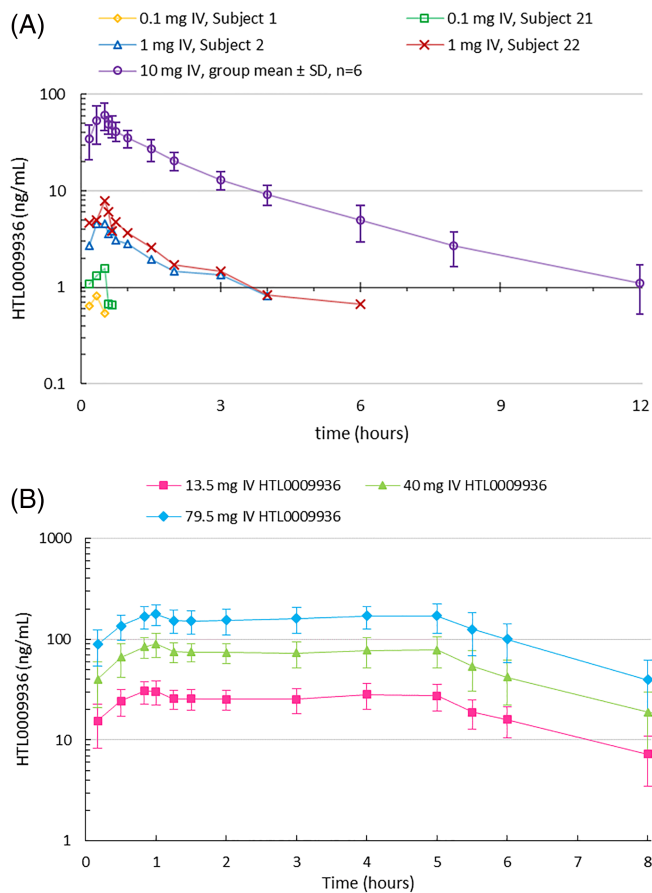 (A)
0.1 mg IV, Subject 1
0.1 mg IV, Subject 21
1 mg IV, Subject 2
1 mg IV, Subject 22
10 mg IV, group mean ± SD, n=6
HTL0009936 (ng/mL)
100
10
1
0.1
0 3 6 9 12
time (hours)
(B)
13.5 mg IV HTL0009936
40 mg IV HTL0009936
79.5 mg IV HTL0009936
HTL0009936 (ng/mL)
1000
100
10
1
0 1 2 3 4 5 6 7 8
Time (hours)